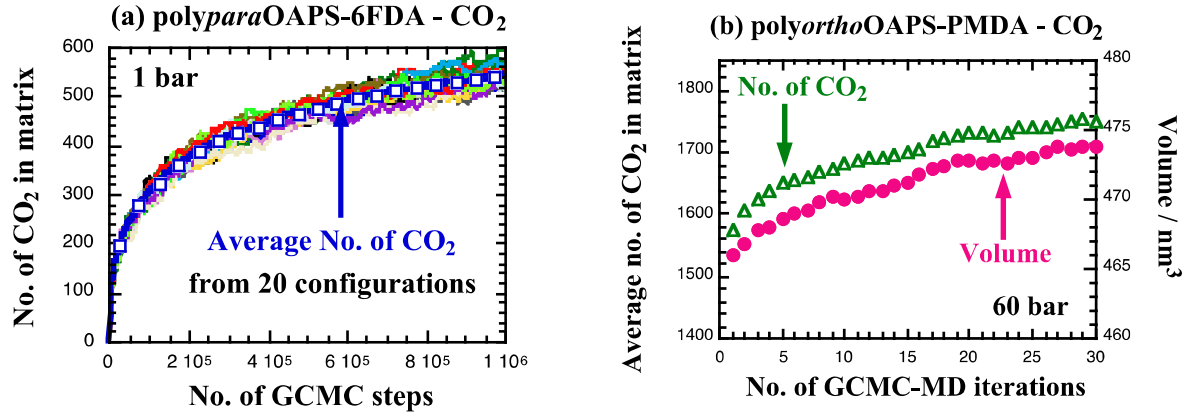 (a) polyparaOAPS-6FDA - CO₂
No. of CO₂ in matrix
600
500
400
300
200
100
0
1 bar
Average No. of CO₂
from 20 configurations
0 2 10⁵ 4 10⁵ 6 10⁵ 8 10⁵ 1 10⁶
No. of GCMC steps
(b) polyorthoOAPS-PMDA - CO₂
Average no. of CO₂ in matrix
1800
1700
1600
1500
1400
No. of CO₂
Volume
60 bar
480
475
470
465
460
Volume / nm³
0 5 10 15 20 25 30
No. of GCMC-MD iterations